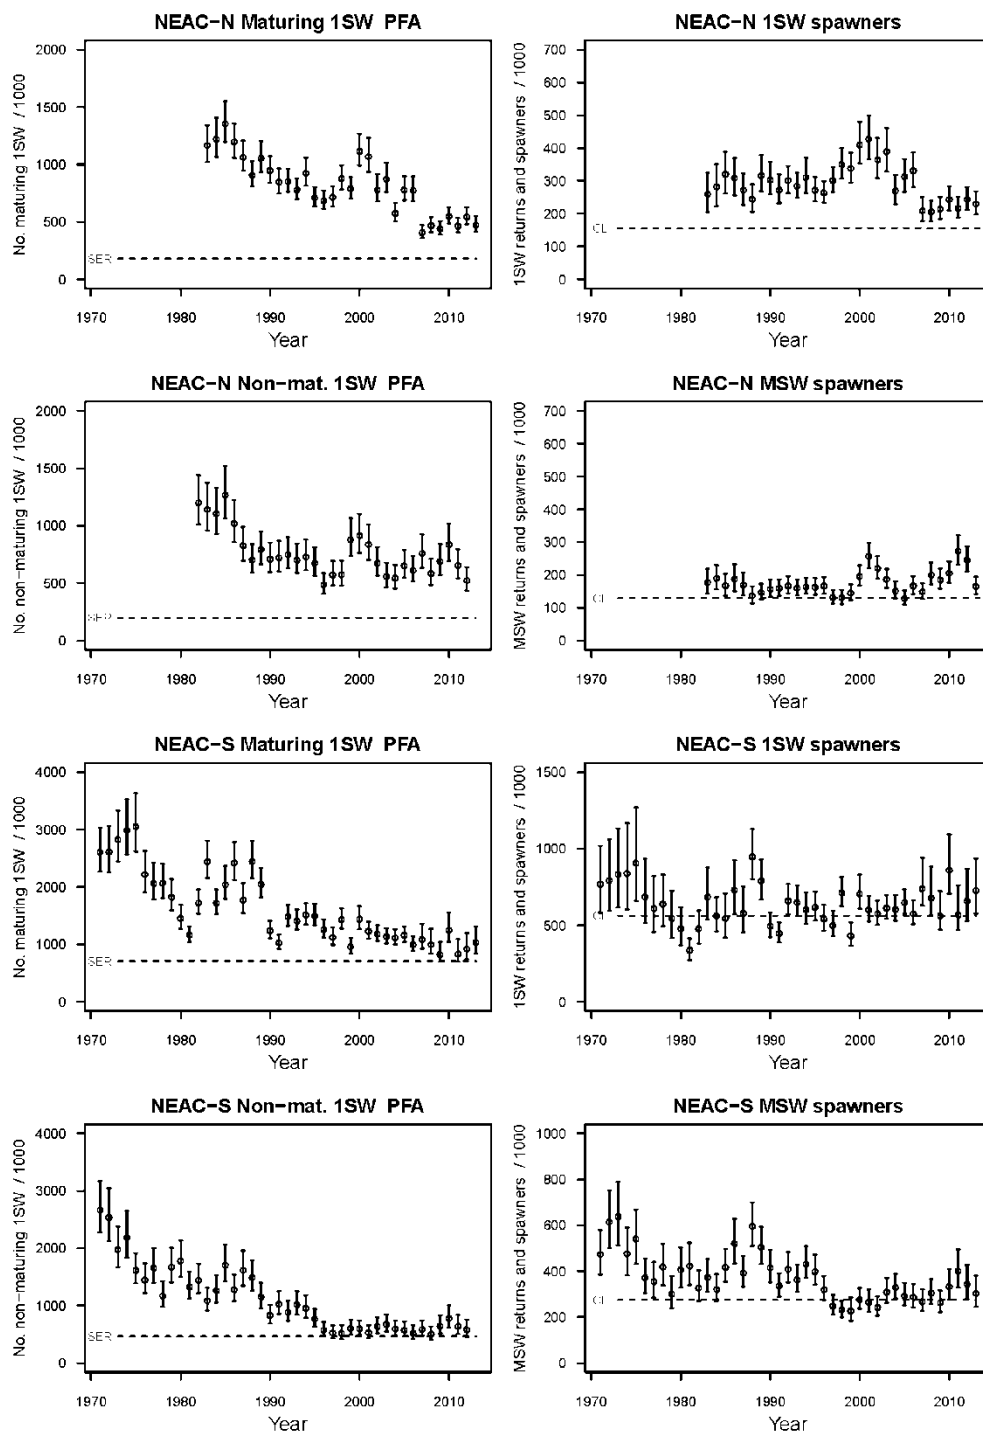 NEAC−N Maturing 1SW PFA
No. maturing 1SW / 1000
2000
1500
1000
500
0
SER
1970 1980 1990 2000 2010
Year
NEAC−N 1SW spawners
1SW returns and spawners / 1000
700
600
500
400
300
200
100
0
CL
1970 1980 1990 2000 2010
Year
NEAC−N Non−mat. 1SW PFA
No. non−maturing 1SW / 1000
2000
1500
1000
500
0
SER
1970 1980 1990 2000 2010
Year
NEAC−N MSW spawners
MSW returns and spawners / 1000
700
600
500
400
300
200
100
0
CL
1970 1980 1990 2000 2010
Year
NEAC−S Maturing 1SW PFA
No. maturing 1SW / 1000
4000
3000
2000
1000
0
SER
1970 1980 1990 2000 2010
Year
NEAC−S 1SW spawners
1SW returns and spawners / 1000
1500
1000
500
0
CL
1970 1980 1990 2000 2010
Year
NEAC−S Non−mat. 1SW PFA
No. non−maturing 1SW / 1000
4000
3000
2000
1000
0
SER
1970 1980 1990 2000 2010
Year
NEAC−S MSW spawners
MSW returns and spawners / 1000
1000
800
600
400
200
0
CL
1970 1980 1990 2000 2010
Year